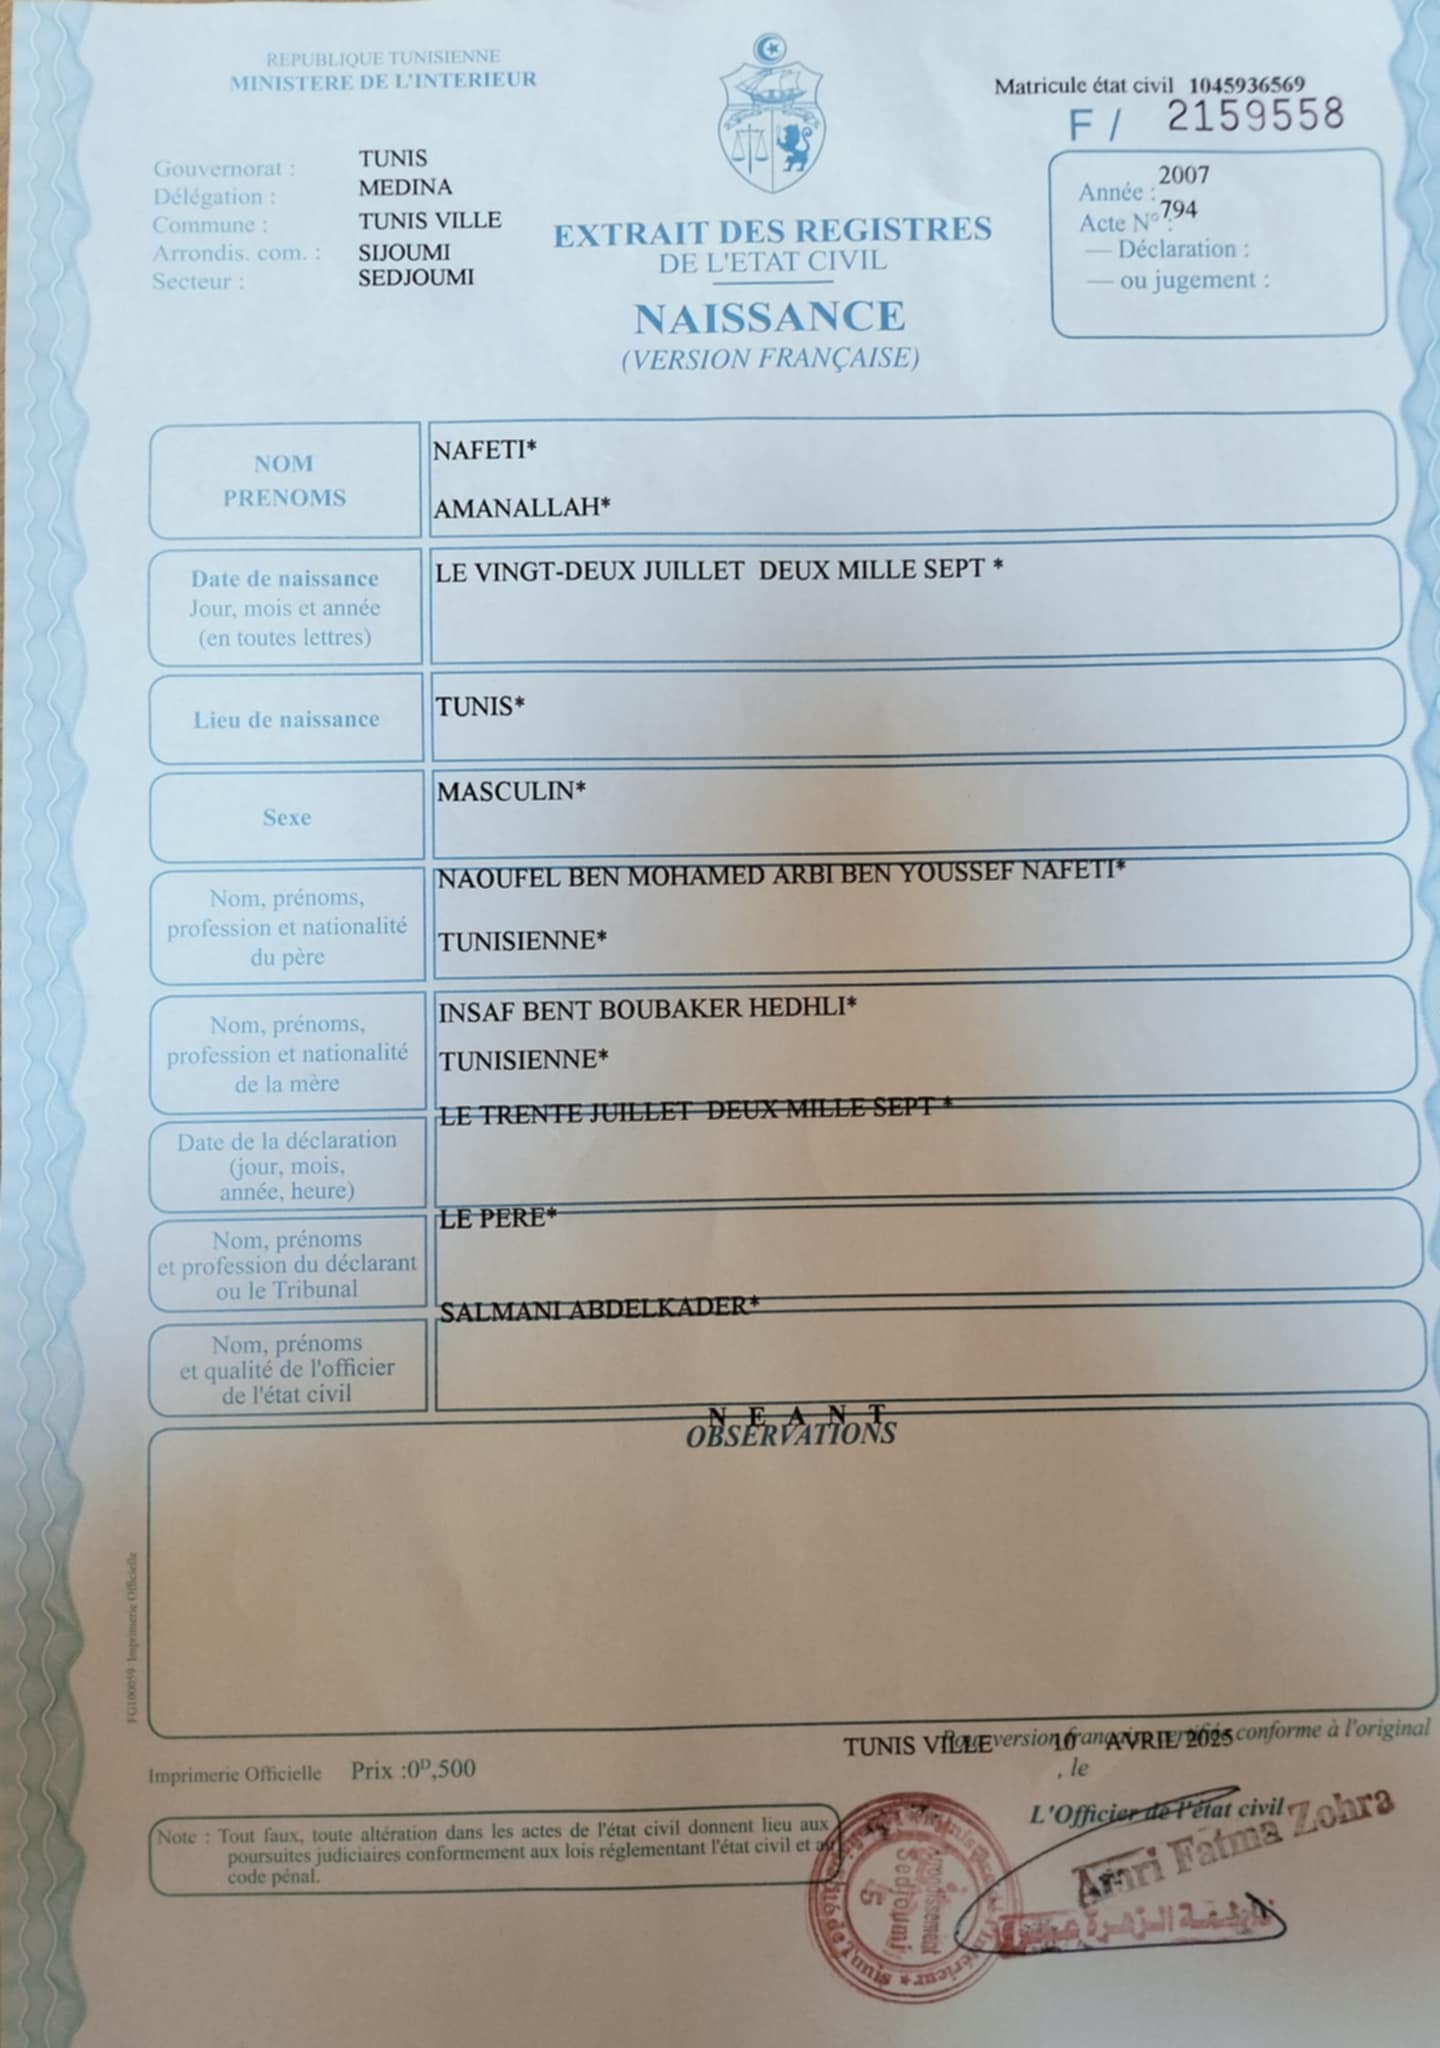 REPUBLIQUE TUNISIENNE
MINISTERE DE L'INTERIEUR
Matricule état civil 1045936569
F / 2159558
Gouvernorat : TUNIS
Délégation : MEDINA
Commune : TUNIS VILLE
Arrondis. com. : SIJOUMI
Secteur : SEDJOUMI
EXTRAIT DES REGISTRES
DE L'ETAT CIVIL
NAISSANCE
(VERSION FRANÇAISE)
Année : 2007
Acte N° : 794
— Déclaration :
— ou jugement :
NOM
PRENOMS
NAFETI*
AMANALLAH*
Date de naissance
Jour, mois et année
(en toutes lettres)
LE VINGT-DEUX JUILLET DEUX MILLE SEPT *
Lieu de naissance
TUNIS*
Sexe
MASCULIN*
Nom, prénoms,
profession et nationalité
du père
NAOUFEL BEN MOHAMED ARBI BEN YOUSSEF NAFETI*
TUNISIENNE*
Nom, prénoms,
profession et nationalité
de la mère
INSAF BENT BOUBAKER HEDHLI*
TUNISIENNE*
Date de la déclaration
(jour, mois,
année, heure)
LE TRENTE JUILLET DEUX MILLE SEPT *
Nom, prénoms
et profession du déclarant
ou le Tribunal
LE PERE*
Nom, prénoms
et qualité de l'officier
de l'état civil
SALMANI ABDELKADER*
N E A N T
OBSERVATIONS
FG100059 Imprimerie Officielle
Pour version française certifiée conforme à l'original
TUNIS VILLE , le 10 AVRIL 2025
Imprimerie Officielle Prix :0ᴰ,500
L'Officier de l'état civil
Note : Tout faux, toute altération dans les actes de l'état civil donnent lieu aux
poursuites judiciaires conformement aux lois réglementant l'état civil et au
code pénal.
Amri Fatma Zohra
Arrondissement
Sedjoumi
5